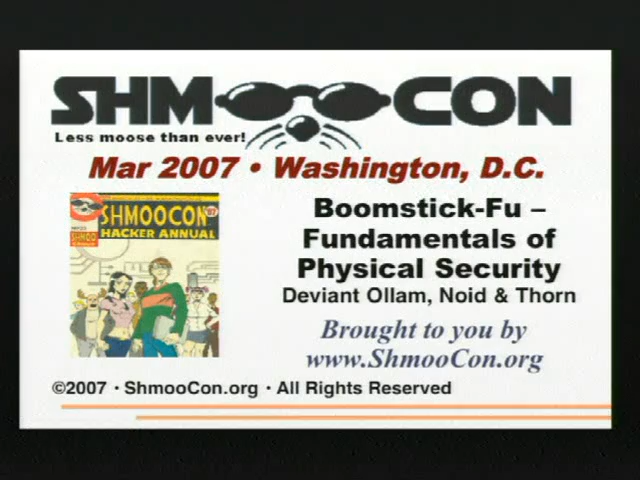 SHMOOCON
Less moose than ever!
Mar 2007 • Washington, D.C.
SHMOOCON
HACKER ANNUAL
SHMOO
Boomstick-Fu –
Fundamentals of
Physical Security
Deviant Ollam, Noid & Thorn
Brought to you by
www.ShmooCon.org
©2007 · ShmooCon.org · All Rights Reserved